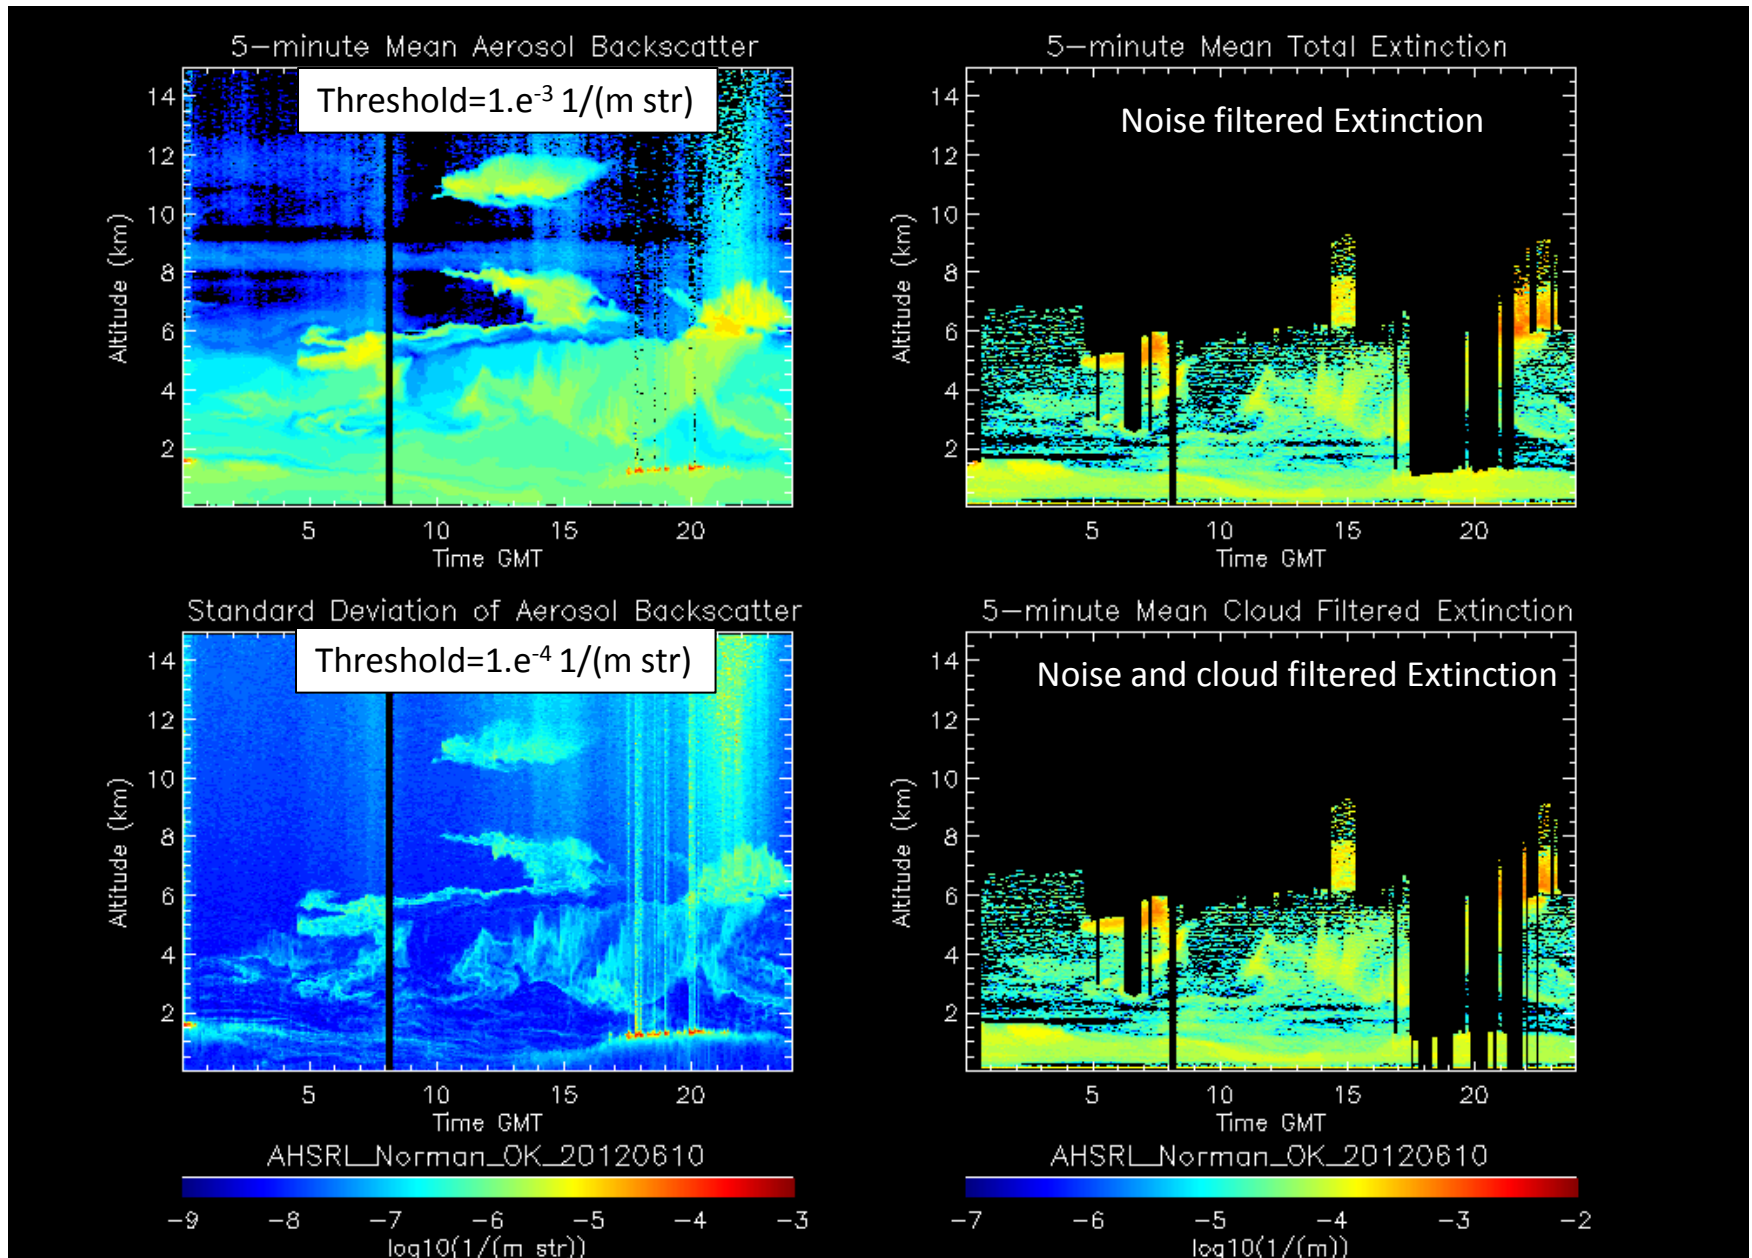 5-minute Mean Aerosol Backscatter
Threshold=1.e-3 1/(m str)
14
12
10
8
6
4
2
Altitude (km)
5 10 15 20
Time GMT
5-minute Mean Total Extinction
Noise filtered Extinction
14
12
10
8
6
4
2
Altitude (km)
5 10 15 20
Time GMT
Standard Deviation of Aerosol Backscatter
Threshold=1.e-4 1/(m str)
14
12
10
8
6
4
2
Altitude (km)
5 10 15 20
Time GMT
AHSRL_Norman_OK_20120610
-9 -8 -7 -6 -5 -4 -3
log10(1/(m str))
5-minute Mean Cloud Filtered Extinction
Noise and cloud filtered Extinction
14
12
10
8
6
4
2
Altitude (km)
5 10 15 20
Time GMT
AHSRL_Norman_OK_20120610
-7 -6 -5 -4 -3 -2
log10(1/(m))